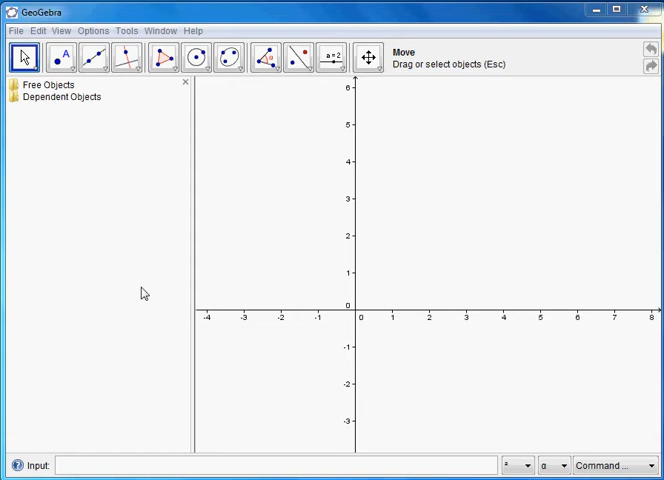 GeoGebra
File Edit View Options Tools Window Help
A
a = 2
α
Move
Drag or select objects (Esc)
Free Objects
Dependent Objects
6
5
4
3
2
1
0
-4 -3 -2 -1 0 1 2 3 4 5 6 7 8
-1
-2
-3
Input: ² α Command ...